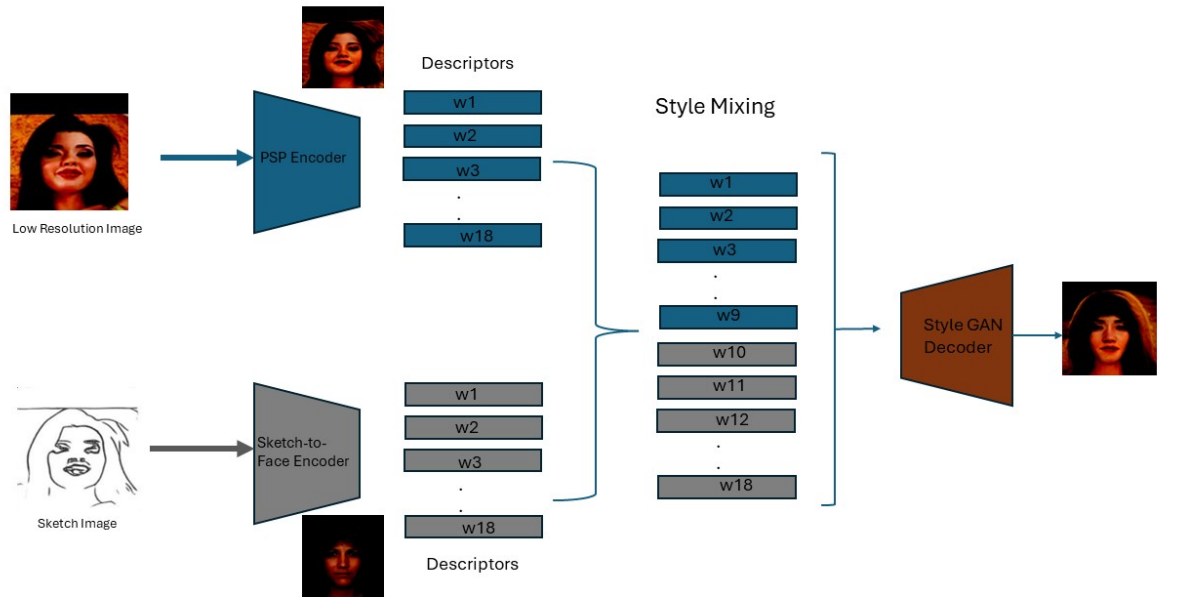 Descriptors
w1
w2
w3
.
.
w18
PSP Encoder
Low Resolution Image
Sketch-to-
Face Encoder
Sketch Image
w1
w2
w3
.
.
w18
Descriptors
Style Mixing
w1
w2
w3
.
.
w9
w10
w11
w12
.
.
w18
Style GAN
Decoder